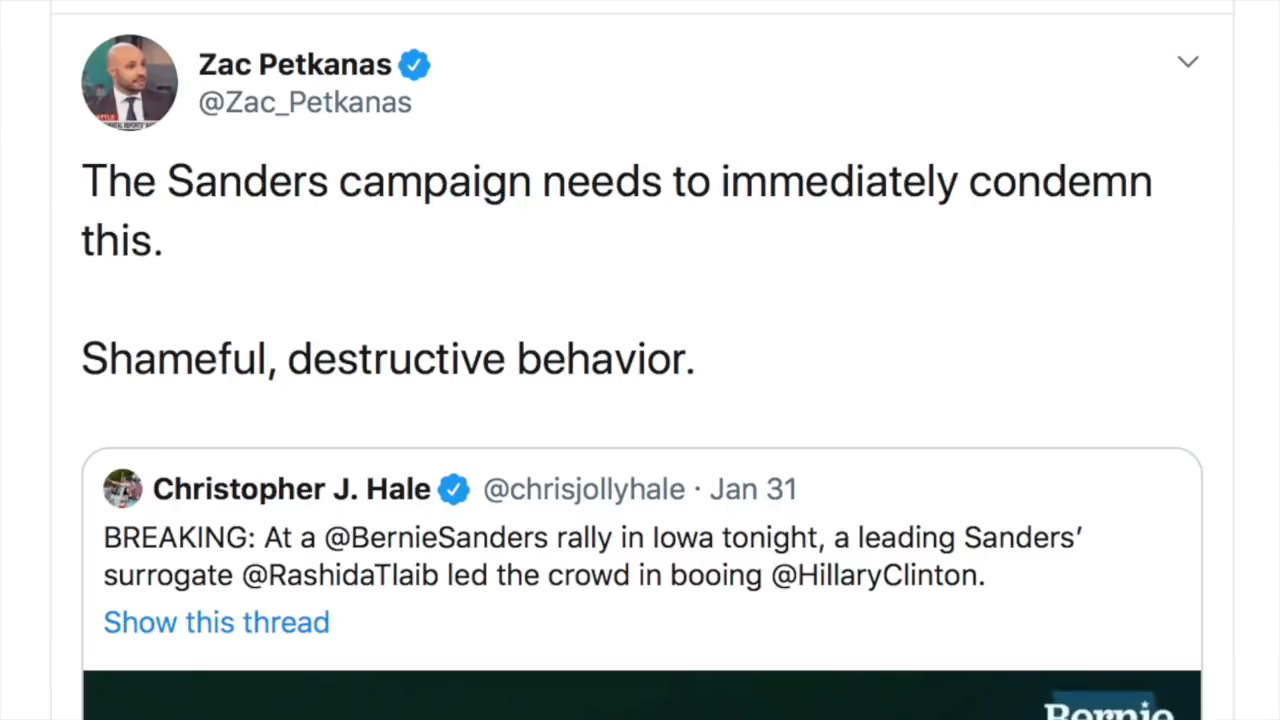 Zac Petkanas
@Zac_Petkanas
The Sanders campaign needs to immediately condemn
this.
Shameful, destructive behavior.
Christopher J. Hale @chrisjollyhale · Jan 31
BREAKING: At a @BernieSanders rally in Iowa tonight, a leading Sanders’
surrogate @RashidaTlaib led the crowd in booing @HillaryClinton.
Show this thread
Bernie